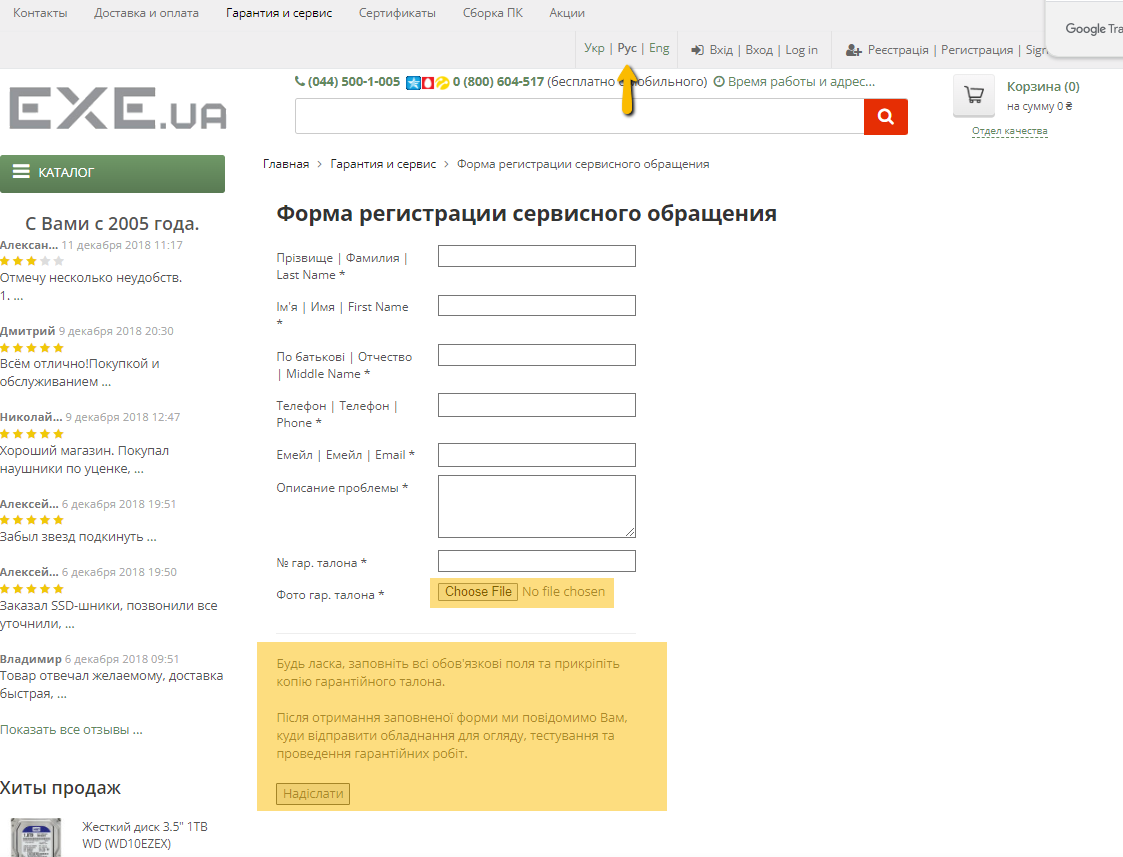 Контакты Доставка и оплата Гарантия и сервис Сертификаты Сборка ПК Акции
Укр | Рус | Eng Вхід | Вход | Log in Реєстрація | Регистрация | Sign
Google Tra
(044) 500-1-005 0 (800) 604-517 (бесплатно с мобильного) Время работы и адрес...
EXE.UA
Корзина (0)
на сумму 0 ₴
Отдел качества
КАТАЛОГ
Главная > Гарантия и сервис > Форма регистрации сервисного обращения
С Вами с 2005 года.
Алексан... 11 декабря 2018 11:17
Отмечу несколько неудобств.
1. ...
Дмитрий 9 декабря 2018 20:30
Всём отлично!Покупкой и
обслуживанием ...
Николай... 9 декабря 2018 12:47
Хороший магазин. Покупал
наушники по уценке, ...
Алексей... 6 декабря 2018 19:51
Забыл звезд подкинуть ...
Алексей... 6 декабря 2018 19:50
Заказал SSD-шники, позвонили все
уточнили, ...
Владимир 6 декабря 2018 09:51
Товар отвечал желаемому, доставка
быстрая, ...
Показать все отзывы ...
Хиты продаж
Жесткий диск 3.5" 1TB
WD (WD10EZEX)
Форма регистрации сервисного обращения
Прізвище | Фамилия |
Last Name *
Ім'я | Имя | First Name
*
По батькові | Отчество
| Middle Name *
Телефон | Телефон |
Phone *
Емейл | Емейл | Email *
Описание проблемы *
№ гар. талона *
Фото гар. талона * Choose File No file chosen
Будь ласка, заповніть всі обов'язкові поля та прикріпіть
копію гарантійного талона.
Після отримання заповненої форми ми повідомимо Вам,
куди відправити обладнання для огляду, тестування та
проведення гарантійних робіт.
Надіслати